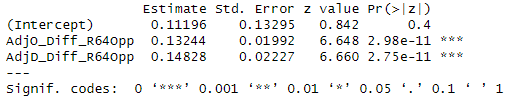 Estimate Std. Error z value Pr(>|z|)
(Intercept) 0.11196 0.13295 0.842 0.4
AdjO_Diff_R64Opp 0.13244 0.01992 6.648 2.98e-11 ***
AdjD_Diff_R64Opp 0.14828 0.02227 6.660 2.75e-11 ***
---
Signif. codes: 0 ‘***’ 0.001 ‘**’ 0.01 ‘*’ 0.05 ‘.’ 0.1 ‘ ’ 1